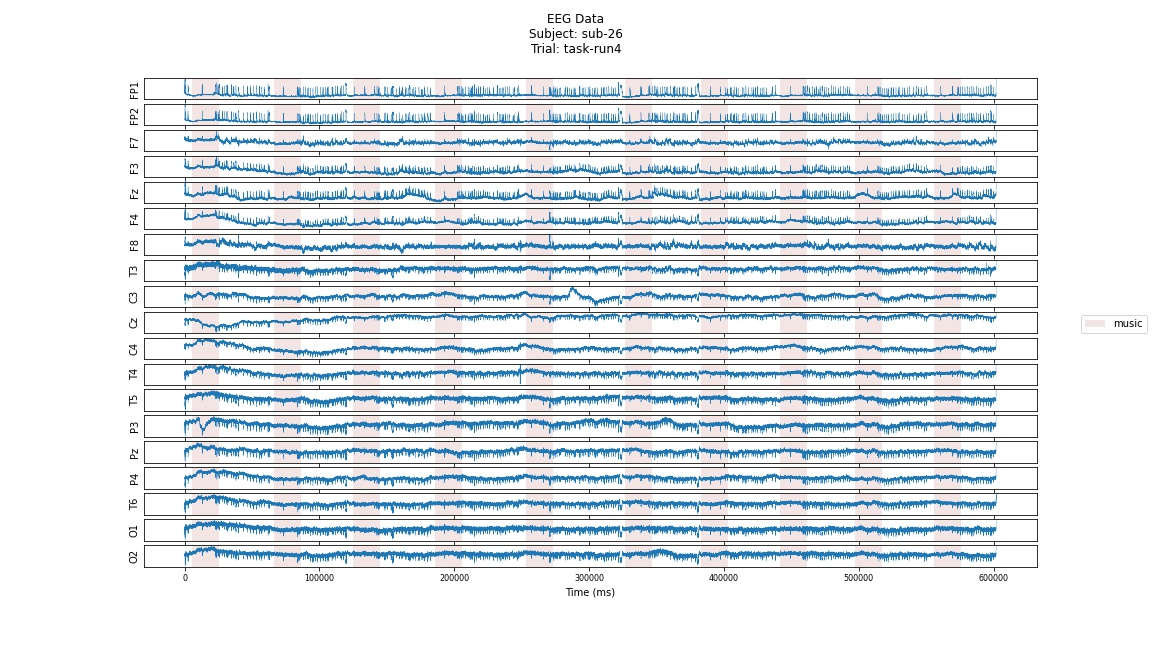 EEG Data
Subject: sub-26
Trial: task-run4
FP1
FP2
F7
F3
Fz
F4
F8
T3
C3
Cz
C4
T4
T5
P3
Pz
P4
T6
O1
O2
music
0 100000 200000 300000 400000 500000 600000
Time (ms)